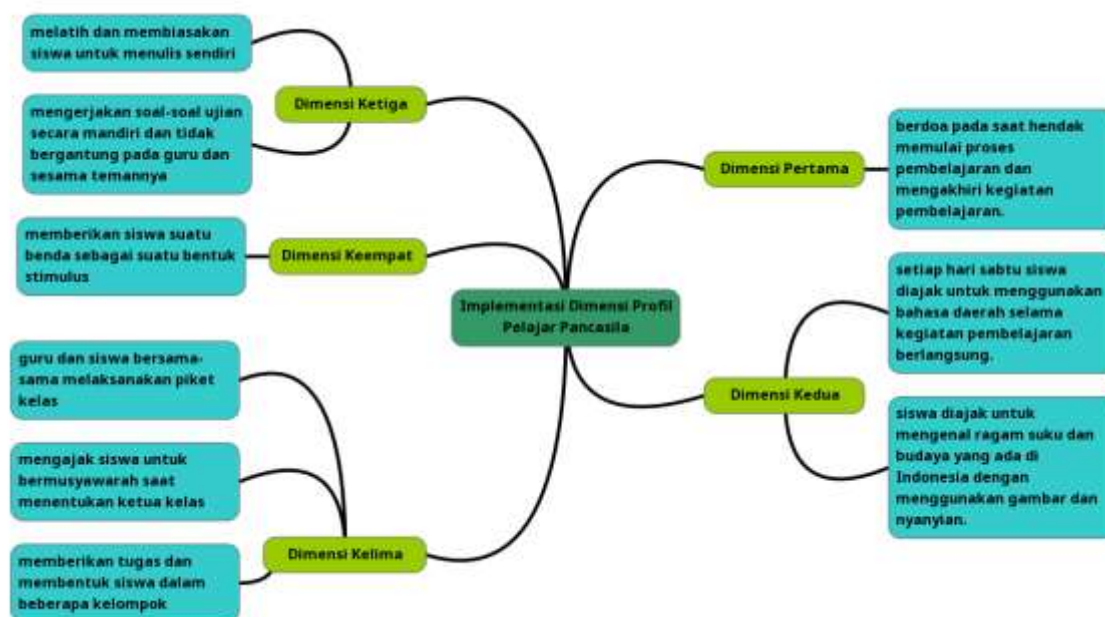 Implementasi Dimensi Profil
Pelajar Pancasila
Dimensi Pertama
berdoa pada saat hendak
memulai proses
pembelajaran dan
mengakhiri kegiatan
pembelajaran.
Dimensi Kedua
setiap hari sabtu siswa
diajak untuk menggunakan
bahasa daerah selama
kegiatan pembelajaran
berlangsung.
siswa diajak untuk
mengenal ragam suku dan
budaya yang ada di
Indonesia dengan
menggunakan gambar dan
nyanyian.
Dimensi Ketiga
melatih dan membiasakan
siswa untuk menulis sendiri
mengerjakan soal-soal ujian
secara mandiri dan tidak
bergantung pada guru dan
sesama temannya
Dimensi Keempat
memberikan siswa suatu
benda sebagai suatu bentuk
stimulus
Dimensi Kelima
guru dan siswa bersama-
sama melaksanakan piket
kelas
mengajak siswa untuk
bermusyawarah saat
menentukan ketua kelas
memberikan tugas dan
membentuk siswa dalam
beberapa kelompok